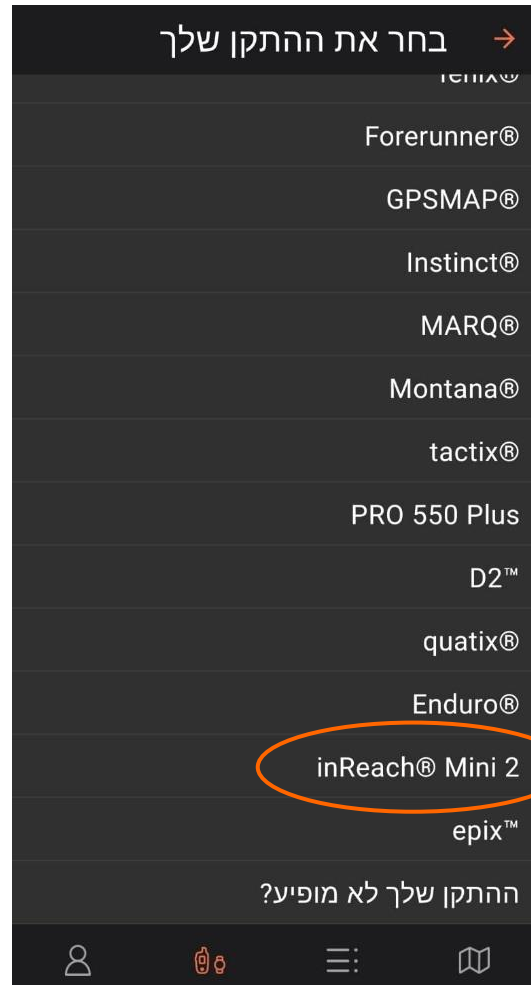 בחר את ההתקן שלך
fenix®
Forerunner®
GPSMAP®
Instinct®
MARQ®
Montana®
tactix®
PRO 550 Plus
D2™
quatix®
Enduro®
inReach® Mini 2
epix™
ההתקן שלך לא מופיע?